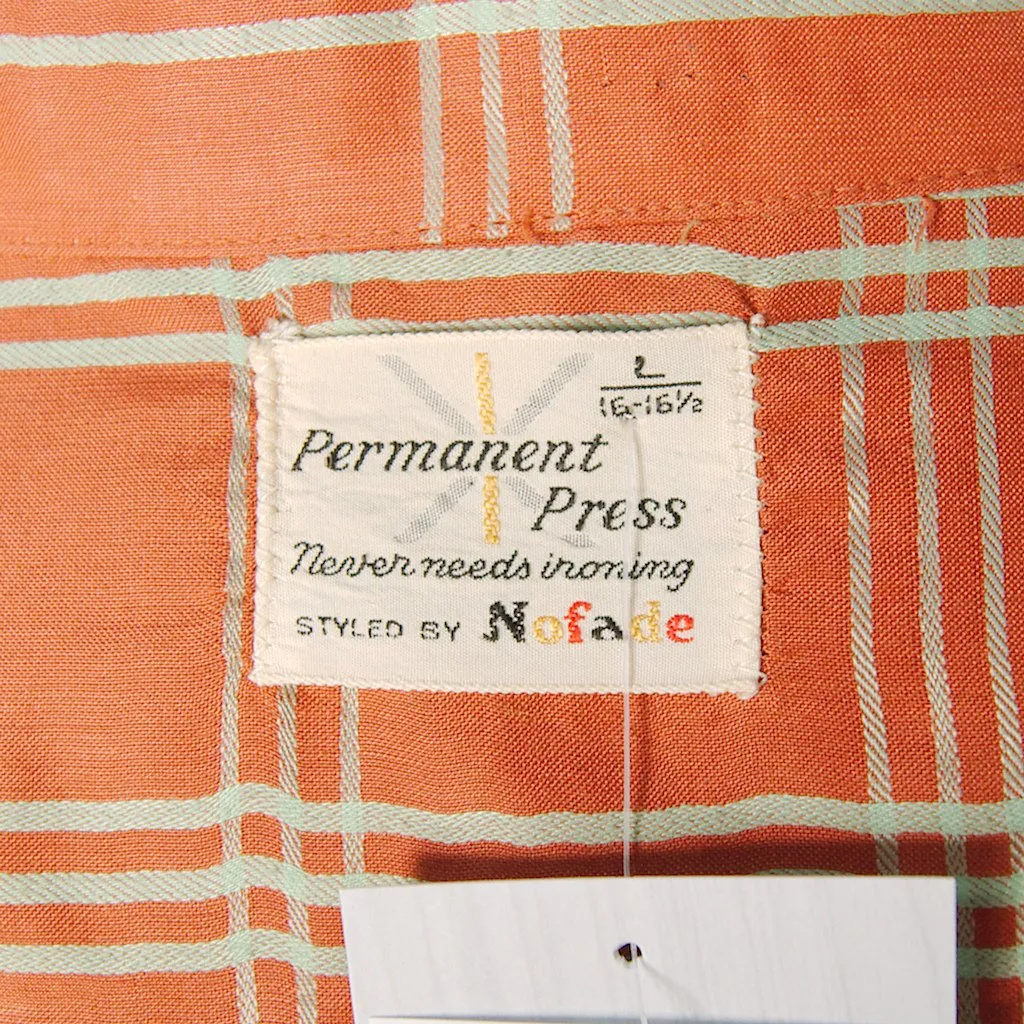 L
16-16½
Permanent
Press
Never needs ironing
STYLED BY Nofade